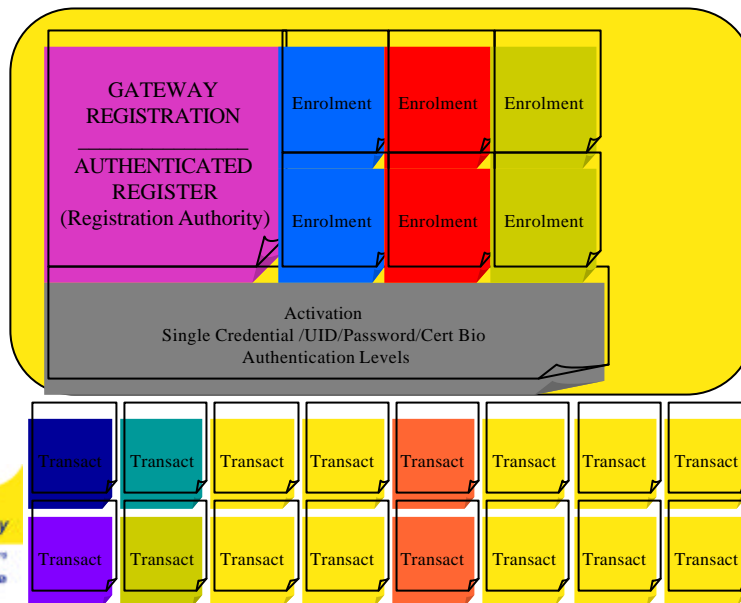 GATEWAY
REGISTRATION
AUTHENTICATED
REGISTER
(Registration Authority)
Enrolment Enrolment Enrolment
Enrolment Enrolment Enrolment
Activation
Single Credential /UID/Password/Cert Bio
Authentication Levels
Transact Transact Transact Transact Transact Transact Transact Transact
Transact Transact Transact Transact Transact Transact Transact Transact